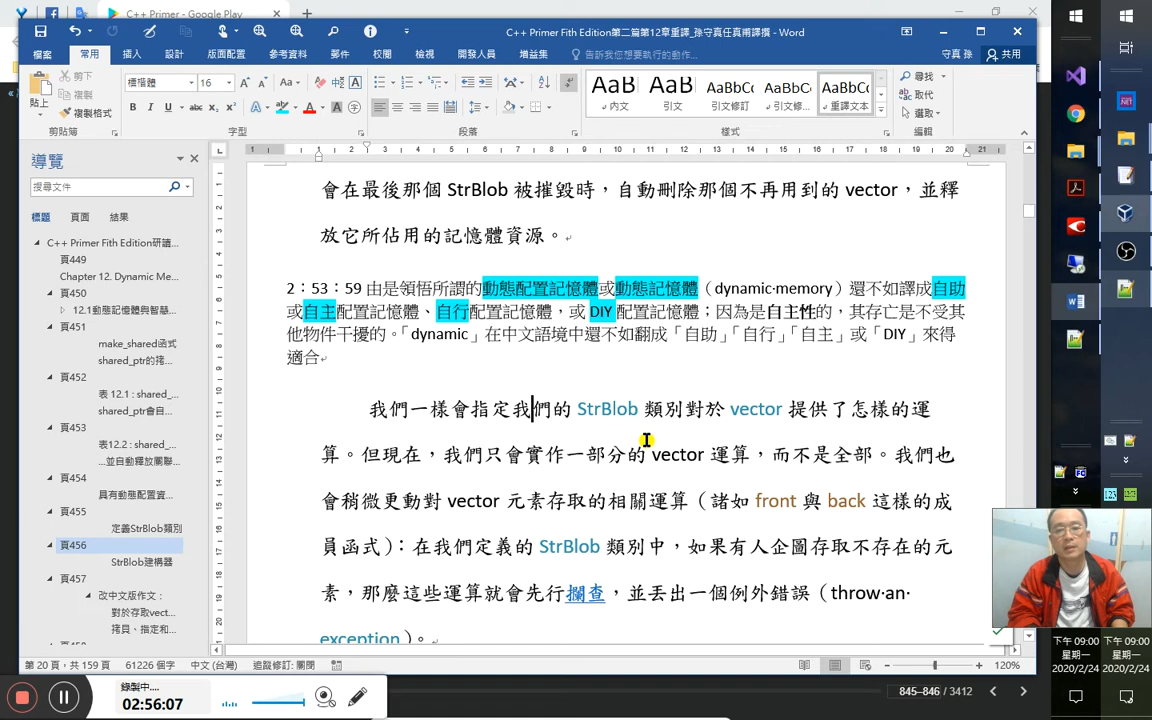 C++ Primer - Google Play
C++ Primer Fifth Edition第二篇第12章重譯_孫守真任真甫譯撰 - Word
檔案 常用 插入 設計 版面配置 參考資料 郵件 校閱 檢視 開發人員 增益集 告訴我您想要執行的動作... 守真 孫 共用
剪下
複製
複製格式
貼上
標楷體 16
AaB AaB AaBbCc AaBbCc AaBbCc
內文 引文 引文修訂 引文修... 重譯文本
尋找
取代
選取
剪貼簿 字型 段落 樣式 編輯
導覽
搜尋文件
標題 頁面 結果
C++ Primer Fifth Edition研讀...
頁449
Chapter 12. Dynamic Me...
頁450
12.1動態記憶體與智慧...
頁451
make_shared函式
shared_ptr的拷...
頁452
表 12.1 : shared_...
shared_ptr會自...
頁453
表12.2 : shared_...
...並自動釋放關聯...
頁454
具有動態配置資...
頁455
定義StrBlob類別
頁456
StrBlob建構器
頁457
改中文版作文：
對於存取vect...
拷貝、指定和...
會在最後那個 StrBlob 被摧毀時，自動刪除那個不再用到的 vector，並釋
放它所佔用的記憶體資源。
2：53：59 由是領悟所謂的動態配置記憶體或動態記憶體（dynamic·memory）還不如譯成自助
或自主配置記憶體、自行配置記憶體，或 DIY 配置記憶體；因為是自主性的，其存亡是不受其
他物件干擾的。「dynamic」在中文語境中還不如翻成「自助」「自行」「自主」或「DIY」來得
適合
我們一樣會指定我們的 StrBlob 類別對於 vector 提供了怎樣的運
算。但現在，我們只會實作一部分的 vector 運算，而不是全部。我們也
會稍微更動對 vector 元素存取的相關運算（諸如 front 與 back 這樣的成
員函式）：在我們定義的 StrBlob 類別中，如果有人企圖存取不存在的元
素，那麼這些運算就會先行攔查，並丟出一個例外錯誤（throw·an·
exception）。
第 20 頁，共 159 頁 61226 個字 中文 (台灣) 追蹤修訂: 關閉 120%
錄製中....
02:56:07
845–846 / 3412
下午 09:00
星期一
2020/2/24
下午 09:00
星期一
2020/2/24